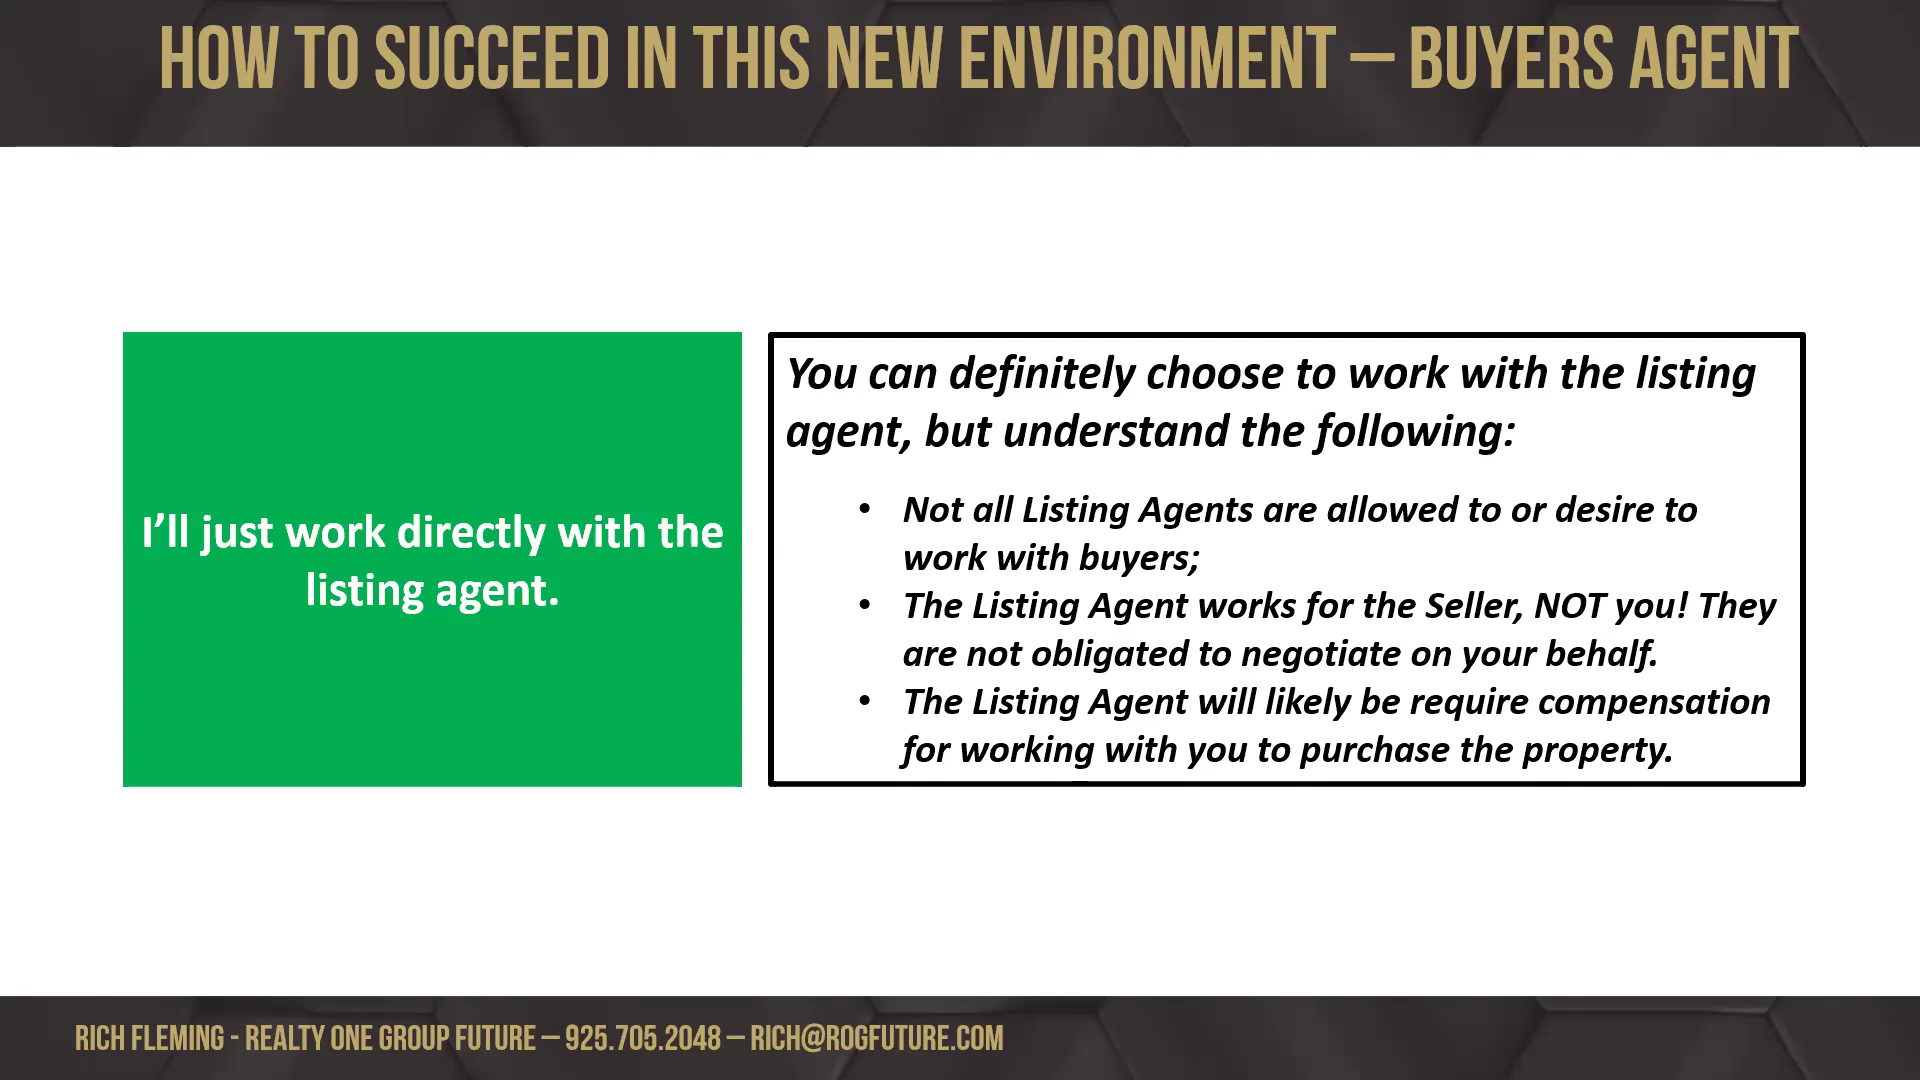 HOW TO SUCCEED IN THIS NEW ENVIRONMENT – BUYERS AGENT
I’ll just work directly with the
listing agent.
You can definitely choose to work with the listing
agent, but understand the following:
• Not all Listing Agents are allowed to or desire to
work with buyers;
• The Listing Agent works for the Seller, NOT you! They
are not obligated to negotiate on your behalf.
• The Listing Agent will likely be require compensation
for working with you to purchase the property.
RICH FLEMING - REALTY ONE GROUP FUTURE – 925.705.2048 – RICH@ROGFUTURE.COM